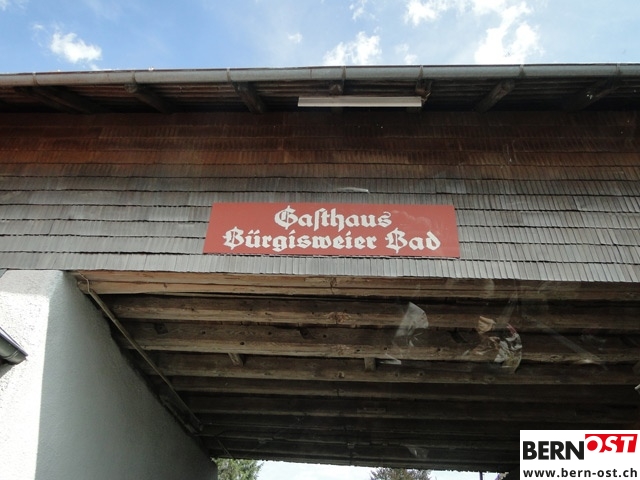 Gaſthaus
Bürgisweier Bad
BERNOST
www.bern-ost.ch